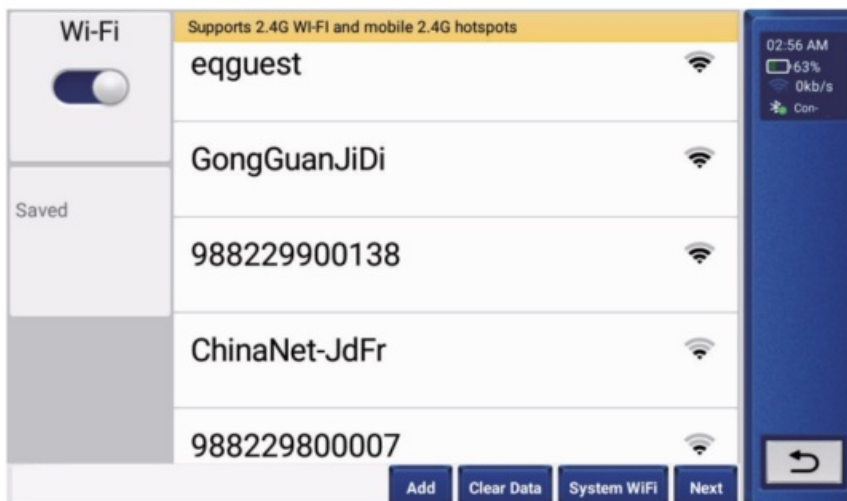 Wi-Fi
Saved
Supports 2.4G WI-FI and mobile 2.4G hotspots
eqguest
GongGuanJiDi
988229900138
ChinaNet-JdFr
988229800007
Add
Clear Data
System WiFi
Next
02:56 AM
63%
0kb/s
Con-